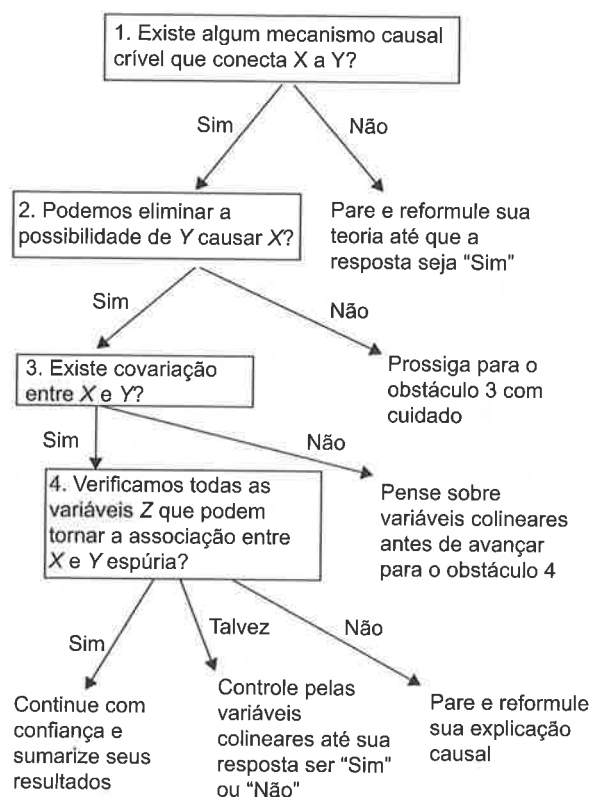 1. Existe algum mecanismo causal
crível que conecta X a Y?
Sim
Não
2. Podemos eliminar a
possibilidade de Y causar X?
Pare e reformule sua
teoria até que a
resposta seja "Sim"
Sim
Não
3. Existe covariação
entre X e Y?
Prossiga para o
obstáculo 3 com
cuidado
Sim
Não
4. Verificamos todas as
variáveis Z que podem
tornar a associação entre
X e Y espúria?
Pense sobre
variáveis colineares
antes de avançar
para o obstáculo 4
Sim
Talvez
Não
Continue com
confiança e
sumarize seus
resultados
Controle pelas
variáveis
colineares até sua
resposta ser "Sim"
ou "Não"
Pare e reformule
sua explicação
causal